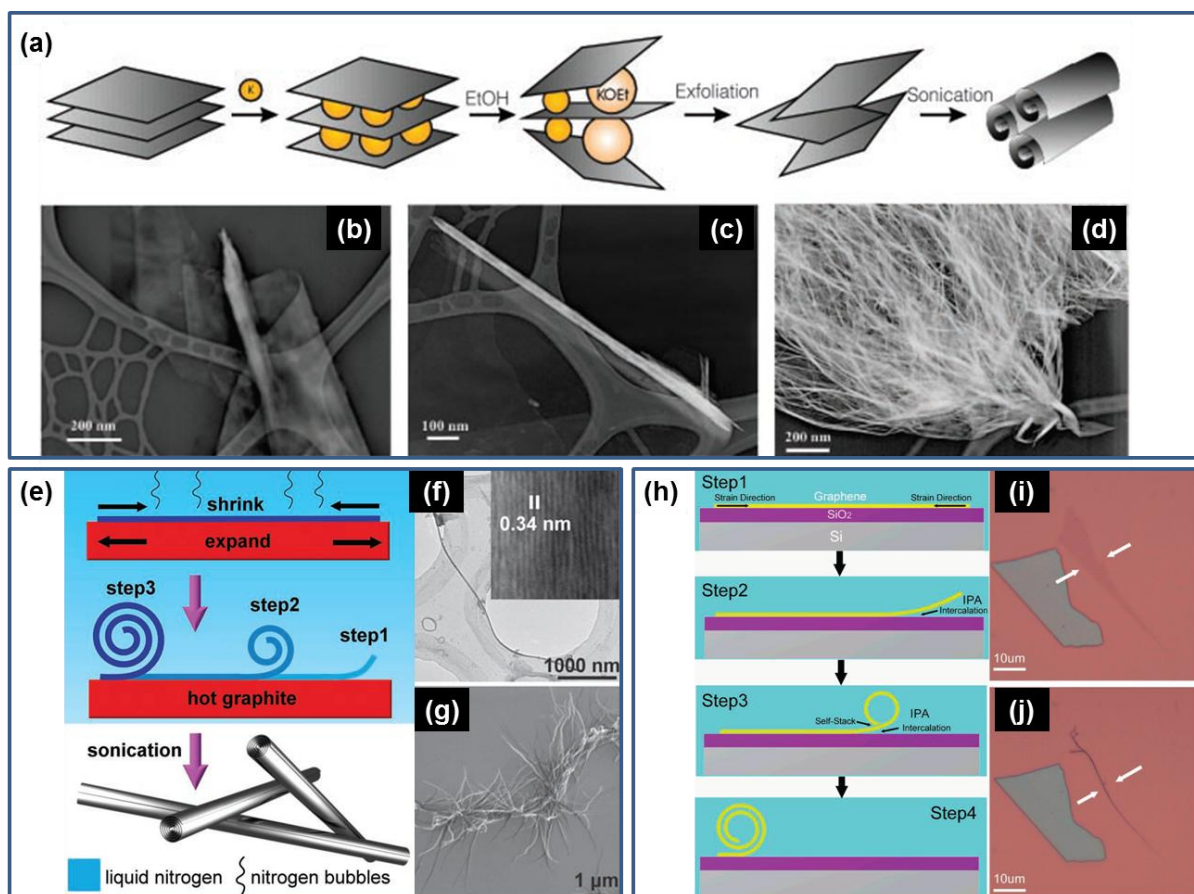 (a)
K
EtOH
KOEt
Exfoliation
Sonication
(b)
200 nm
(c)
100 nm
(d)
200 nm
(e)
shrink
expand
step3
step2
step1
hot graphite
sonication
liquid nitrogen
nitrogen bubbles
(f)
II
0.34 nm
1000 nm
(g)
1 µm
(h)
Step1
Strain Direction
Graphene
Strain Direction
SiO₂
Si
Step2
IPA
Intercalation
Step3
Self-Stack
IPA
Intercalation
Step4
(i)
10um
(j)
10um